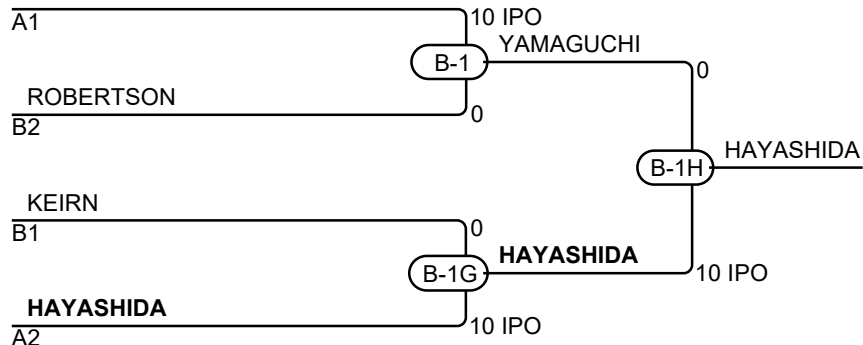 A1
10 IPO
B-1
YAMAGUCHI
0
ROBERTSON
B2
0
B-1H
HAYASHIDA
KEIRN
B1
0
B-1G
HAYASHIDA
10 IPO
HAYASHIDA
A2
10 IPO